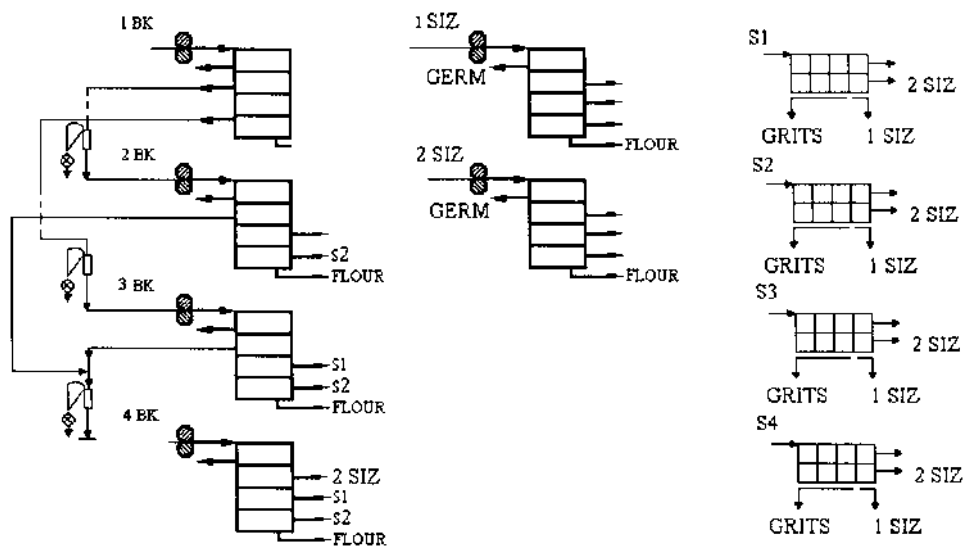 1 BK
2 BK
S2
FLOUR
3 BK
S1
S2
FLOUR
4 BK
2 SIZ
S1
S2
FLOUR
1 SIZ
GERM
FLOUR
2 SIZ
GERM
FLOUR
S1
2 SIZ
GRITS 1 SIZ
S2
2 SIZ
GRITS 1 SIZ
S3
2 SIZ
GRITS 1 SIZ
S4
2 SIZ
GRITS 1 SIZ